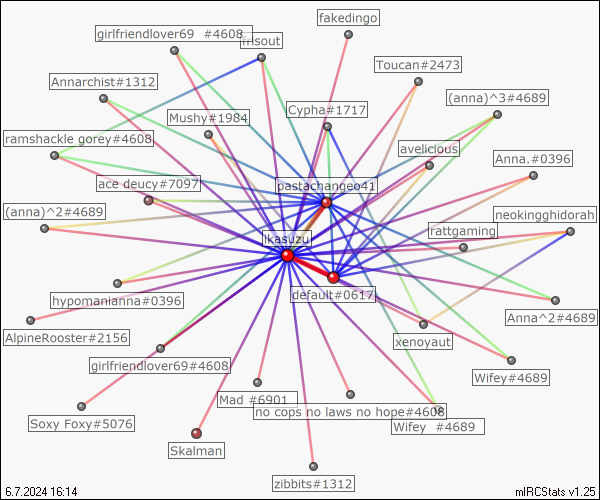 fakedingo
girlfriendlover69 #4608
frisout
Toucan#2473
Annarchist#1312
(anna)^3#4689
Mushy#1984
Cypha#1717
ramshackle gorey#4608
avelicious
Anna.#0396
ace deucy#7097
pastachangeo41
(anna)^2#4689
neokingghidorah
ikasuzu
rattgaming
default#0617
hypomanianna#0396
Anna^2#4689
AlpineRooster#2156
xenoyaut
girlfriendlover69#4608
Wifey#4689
Mad #6901
no cops no laws no hope#4608
Soxy Foxy#5076
Wifey #4689
Skalman
zibbits#1312
6.7.2024 16:14
mIRCStats v1.25